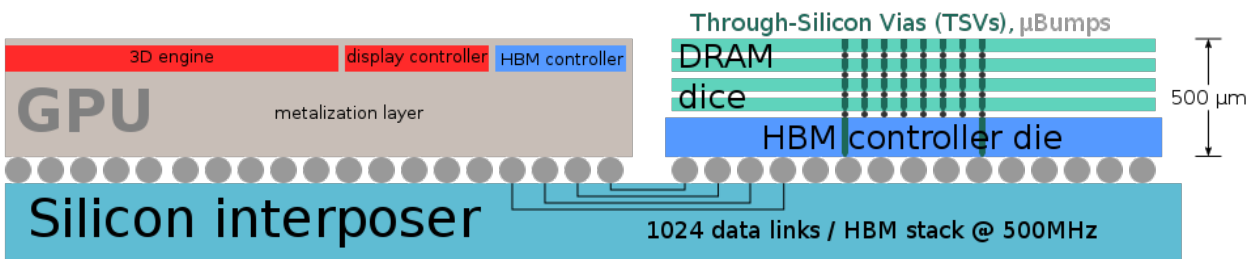 Through-Silicon Vias (TSVs), µBumps
3D engine
display controller
HBM controller
GPU
metalization layer
DRAM
dice
HBM controller die
500 µm
Silicon interposer
1024 data links / HBM stack @ 500MHz